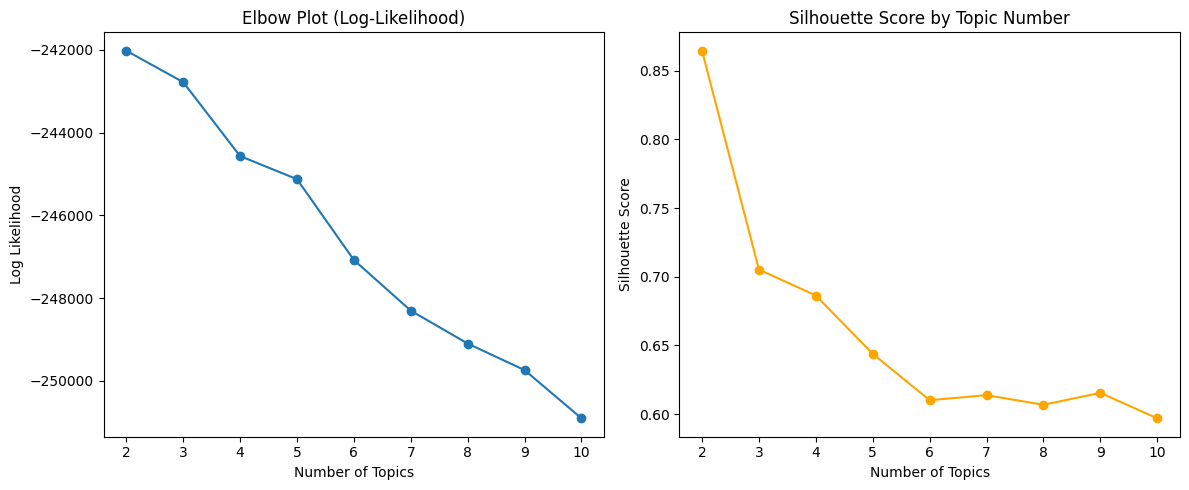 Elbow Plot (Log-Likelihood)
−242000
−244000
−246000
−248000
−250000
Log Likelihood
2 3 4 5 6 7 8 9 10
Number of Topics
Silhouette Score by Topic Number
0.85
0.80
0.75
0.70
0.65
0.60
Silhouette Score
2 3 4 5 6 7 8 9 10
Number of Topics